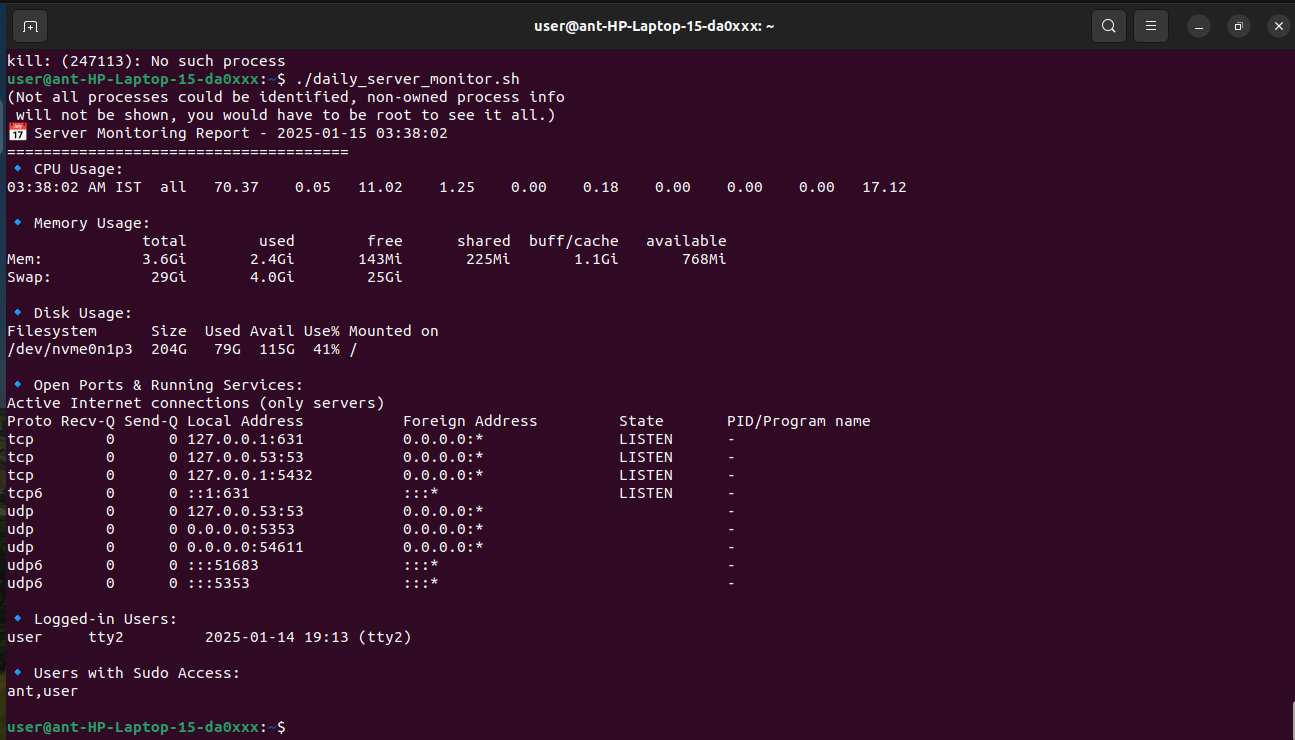 user@ant-HP-Laptop-15-da0xxx: ~
kill: (247113): No such process
user@ant-HP-Laptop-15-da0xxx:~$ ./daily_server_monitor.sh
(Not all processes could be identified, non-owned process info
 will not be shown, you would have to be root to see it all.)
📅 Server Monitoring Report - 2025-01-15 03:38:02
======================================
🔹 CPU Usage:
03:38:02 AM IST  all   70.37    0.05   11.02    1.25    0.00    0.18    0.00    0.00    0.00   17.12
🔹 Memory Usage:
               total        used        free      shared  buff/cache   available
Mem:           3.6Gi       2.4Gi       143Mi       225Mi       1.1Gi       768Mi
Swap:           29Gi       4.0Gi        25Gi
🔹 Disk Usage:
Filesystem      Size  Used Avail Use% Mounted on
/dev/nvme0n1p3  204G   79G  115G  41% /
🔹 Open Ports & Running Services:
Active Internet connections (only servers)
Proto Recv-Q Send-Q Local Address           Foreign Address         State       PID/Program name
tcp        0      0 127.0.0.1:631           0.0.0.0:*               LISTEN      -
tcp        0      0 127.0.0.53:53           0.0.0.0:*               LISTEN      -
tcp        0      0 127.0.0.1:5432          0.0.0.0:*               LISTEN      -
tcp6       0      0 ::1:631                 :::*                    LISTEN      -
udp        0      0 127.0.0.53:53           0.0.0.0:*                           -
udp        0      0 0.0.0.0:5353            0.0.0.0:*                           -
udp        0      0 0.0.0.0:54611           0.0.0.0:*                           -
udp6       0      0 :::51683                :::*                                -
udp6       0      0 :::5353                 :::*                                -
🔹 Logged-in Users:
user     tty2         2025-01-14 19:13 (tty2)
🔹 Users with Sudo Access:
ant,user
user@ant-HP-Laptop-15-da0xxx:~$